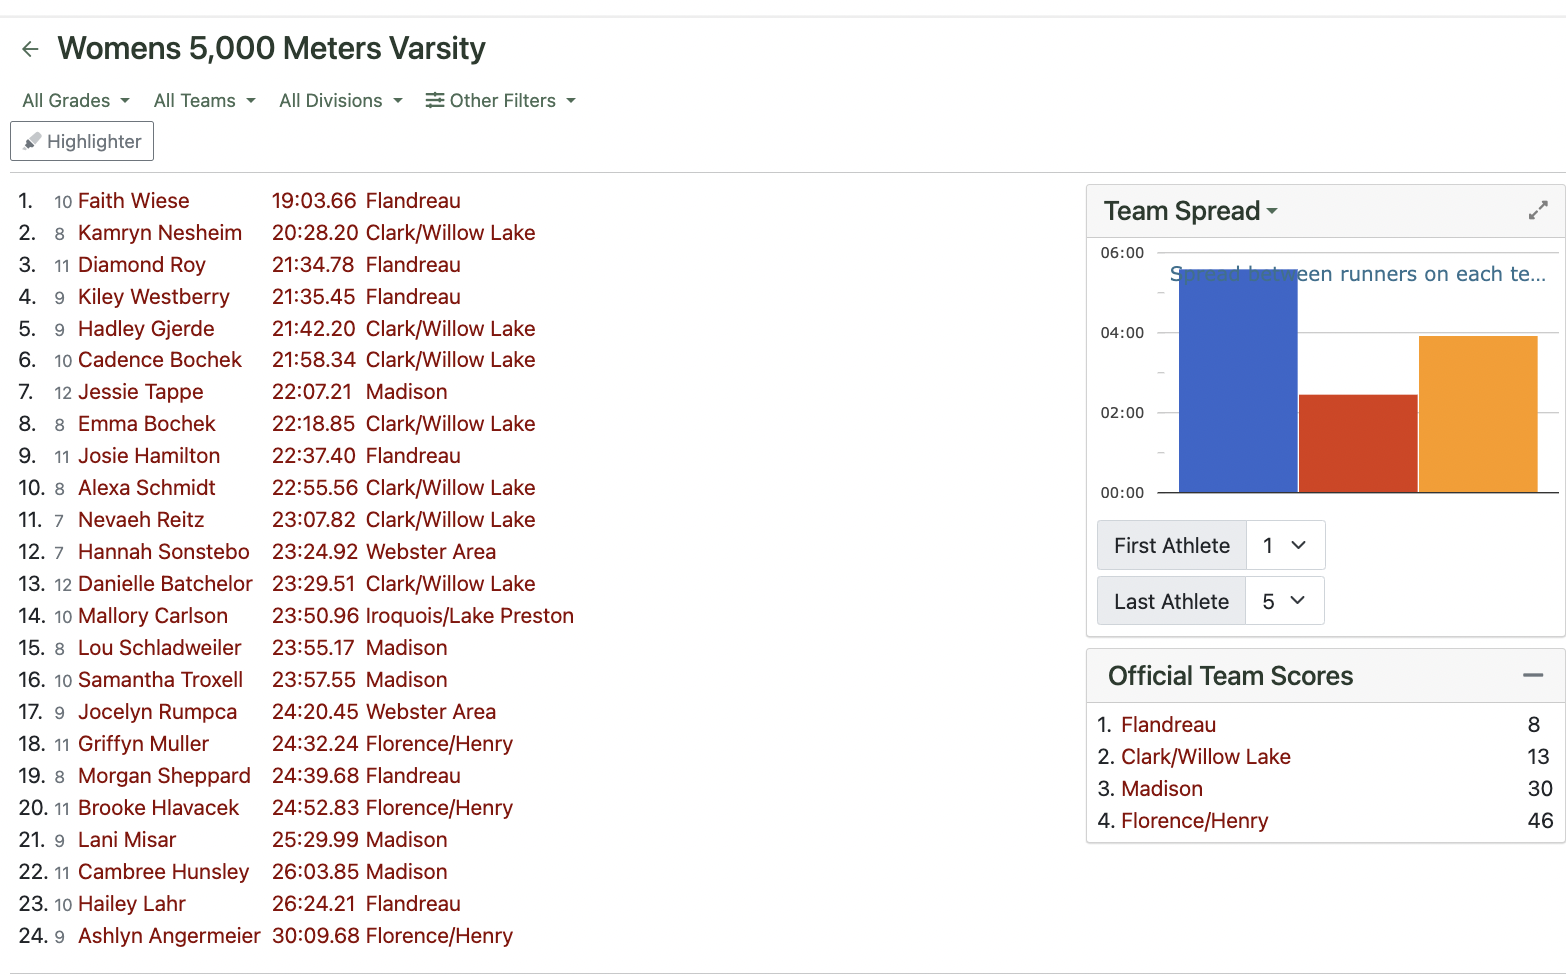 ← Womens 5,000 Meters Varsity
All Grades All Teams All Divisions Other Filters
Highlighter
1. 10 Faith Wiese 19:03.66 Flandreau
2. 8 Kamryn Nesheim 20:28.20 Clark/Willow Lake
3. 11 Diamond Roy 21:34.78 Flandreau
4. 9 Kiley Westberry 21:35.45 Flandreau
5. 9 Hadley Gjerde 21:42.20 Clark/Willow Lake
6. 10 Cadence Bochek 21:58.34 Clark/Willow Lake
7. 12 Jessie Tappe 22:07.21 Madison
8. 8 Emma Bochek 22:18.85 Clark/Willow Lake
9. 11 Josie Hamilton 22:37.40 Flandreau
10. 8 Alexa Schmidt 22:55.56 Clark/Willow Lake
11. 7 Nevaeh Reitz 23:07.82 Clark/Willow Lake
12. 7 Hannah Sonstebo 23:24.92 Webster Area
13. 12 Danielle Batchelor 23:29.51 Clark/Willow Lake
14. 10 Mallory Carlson 23:50.96 Iroquois/Lake Preston
15. 8 Lou Schladweiler 23:55.17 Madison
16. 10 Samantha Troxell 23:57.55 Madison
17. 9 Jocelyn Rumpca 24:20.45 Webster Area
18. 11 Griffyn Muller 24:32.24 Florence/Henry
19. 8 Morgan Sheppard 24:39.68 Flandreau
20. 11 Brooke Hlavacek 24:52.83 Florence/Henry
21. 9 Lani Misar 25:29.99 Madison
22. 11 Cambree Hunsley 26:03.85 Madison
23. 10 Hailey Lahr 26:24.21 Flandreau
24. 9 Ashlyn Angermeier 30:09.68 Florence/Henry
Team Spread
06:00
Spread between runners on each te...
04:00
02:00
00:00
First Athlete 1
Last Athlete 5
Official Team Scores
1. Flandreau 8
2. Clark/Willow Lake 13
3. Madison 30
4. Florence/Henry 46